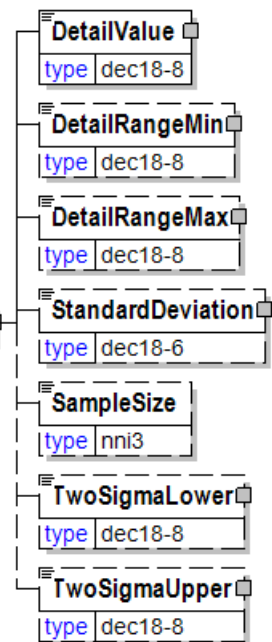 DetailValue
type dec18-8
DetailRangeMin
type dec18-8
DetailRangeMax
type dec18-8
StandardDeviation
type dec18-6
SampleSize
type nni3
TwoSigmaLower
type dec18-8
TwoSigmaUpper
type dec18-8